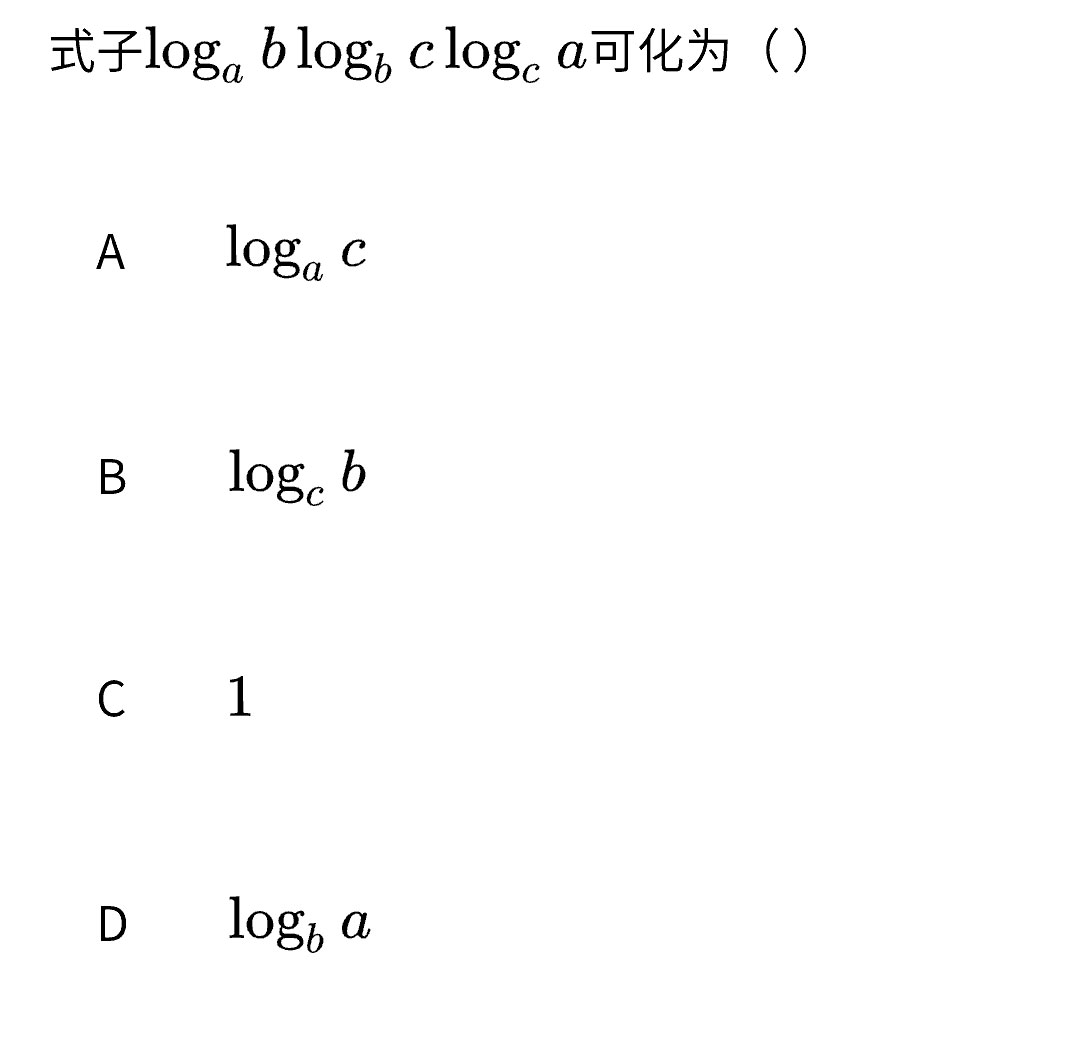 式子$\log_a b \log_b c \log_c a$可化为（ ）
A $\log_a c$
B $\log_c b$
C $1$
D $\log_b a$